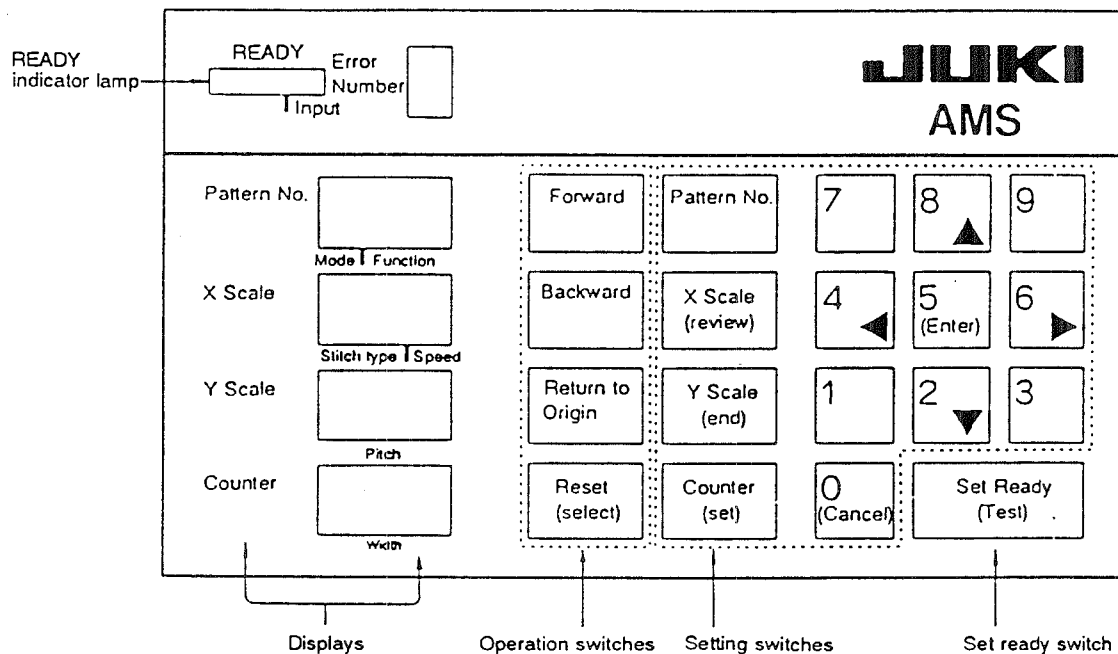 READY
indicator lamp
READY
Input
Error
Number
JUKI
AMS
Pattern No.
Mode Function
X Scale
Stitch type Speed
Y Scale
Pitch
Counter
Width
Forward
Backward
Return to
Origin
Reset
(select)
Pattern No.
X Scale
(review)
Y Scale
(end)
Counter
(set)
7
8
9
4
5
(Enter)
6
1
2
3
0
(Cancel)
Set Ready
(Test)
Displays
Operation switches
Setting switches
Set ready switch